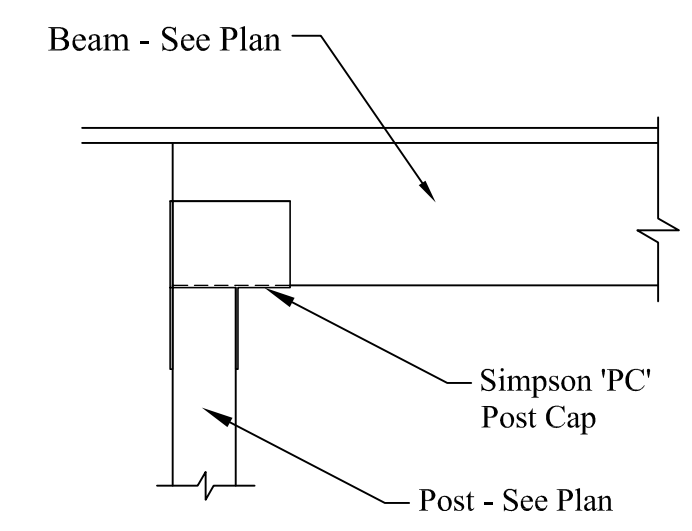 Beam - See Plan
Simpson 'PC'
Post Cap
Post - See Plan